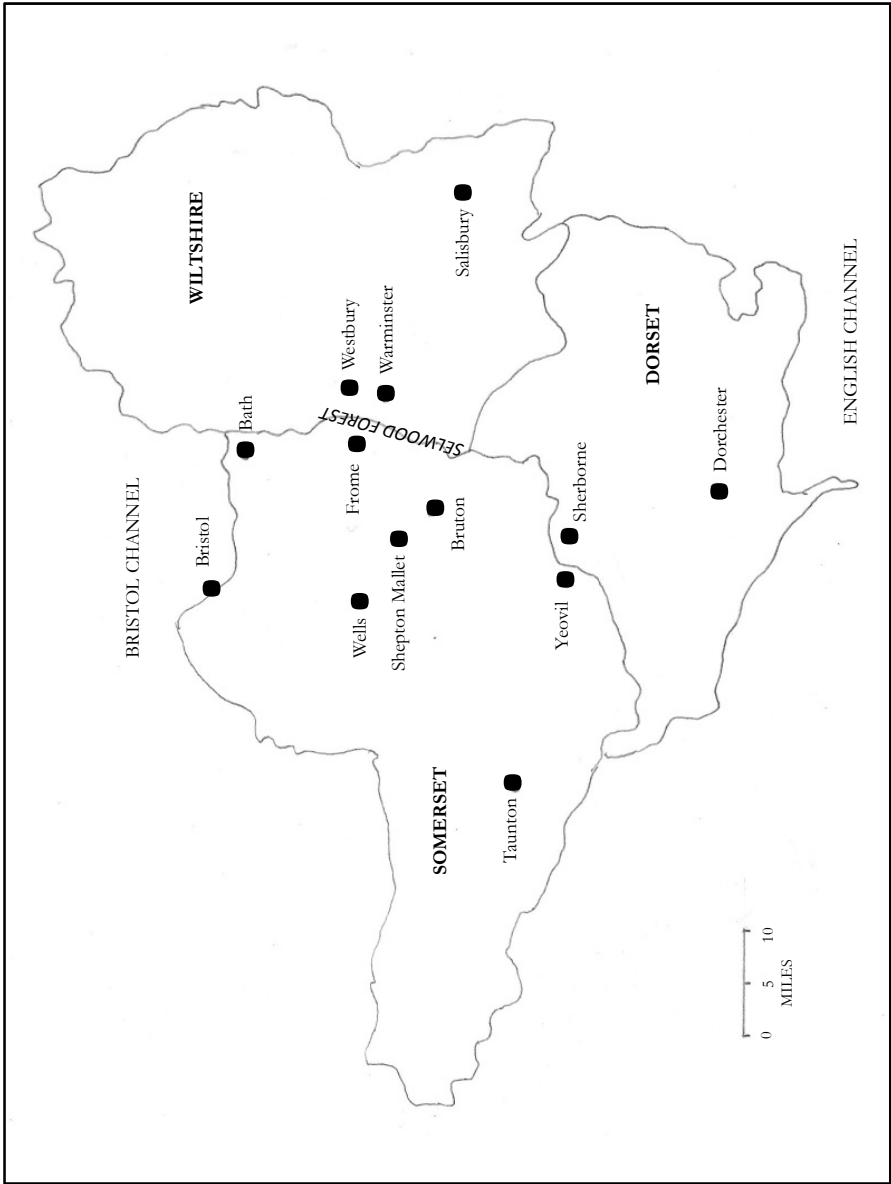 BRISTOL CHANNEL
WILTSHIRE
Bristol
Bath
Westbury
Frome
Wells
Warminster
SELWOOD FOREST
Shepton Mallet
SOMERSET
Bruton
Salisbury
Taunton
Yeovil
Sherborne
DORSET
Dorchester
0 5 10
MILES
ENGLISH CHANNEL